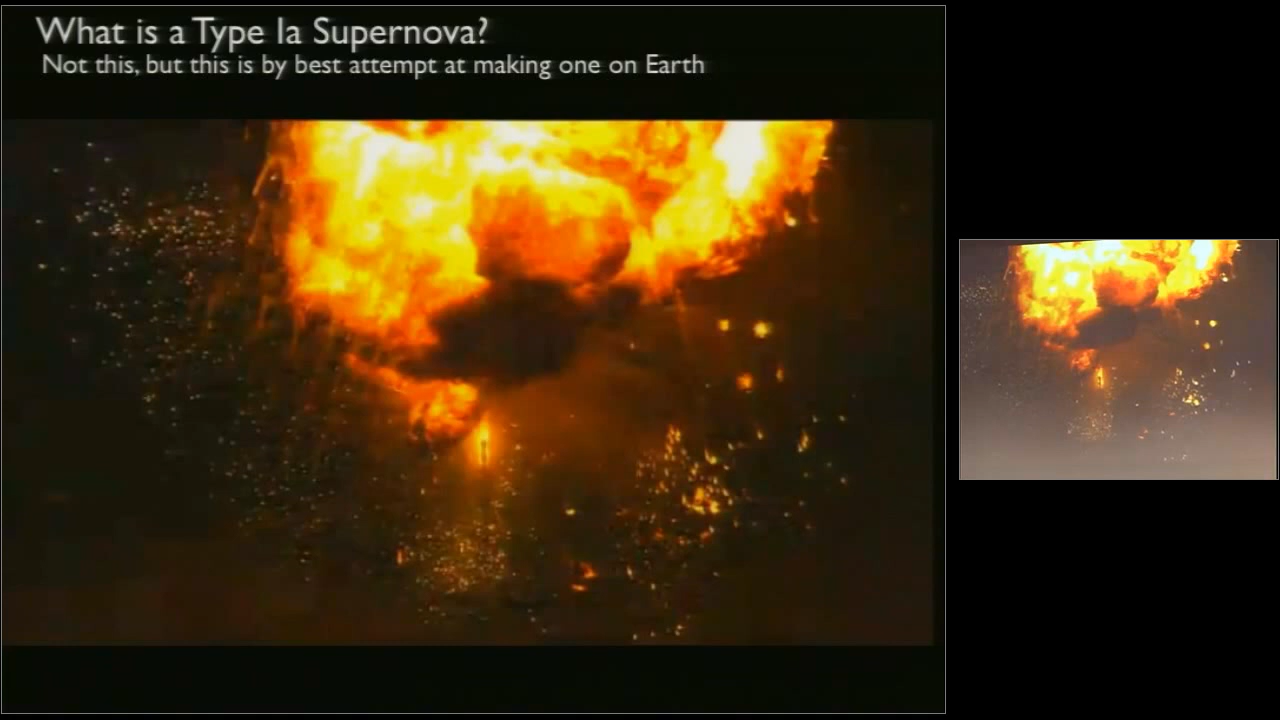 What is a Type Ia Supernova?
Not this, but this is by best attempt at making one on Earth